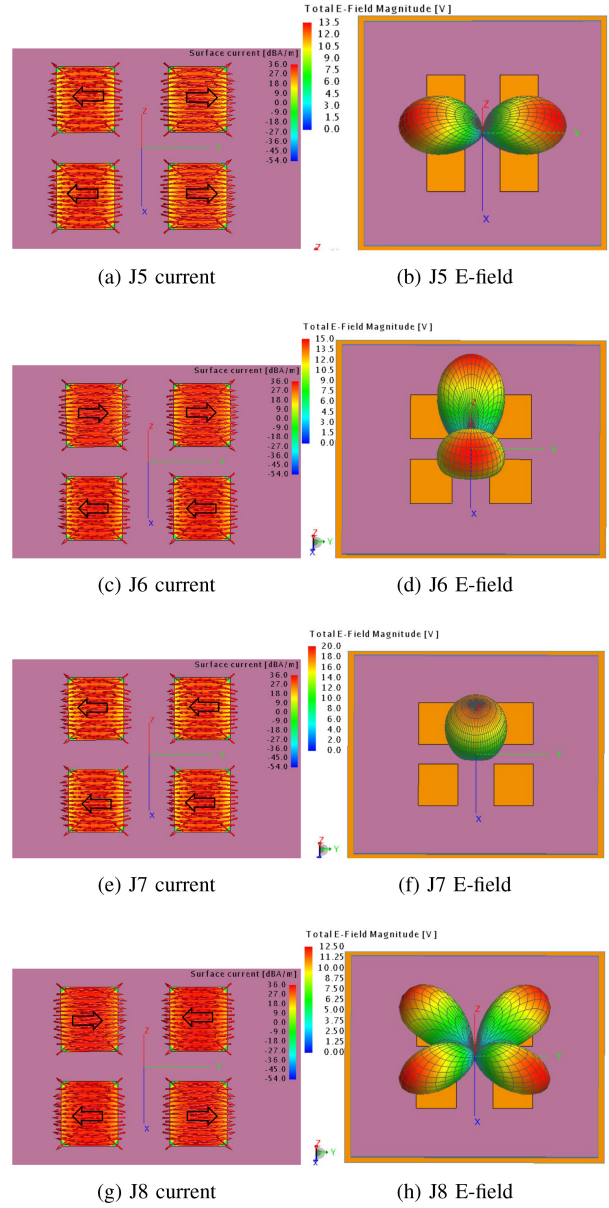 Total E-Field Magnitude [V]
Surface current [dBA/m]
36.0
27.0
18.0
9.0
0.0
-9.0
-18.0
-27.0
-36.0
-45.0
-54.0
Z
Y
X
13.5
12.0
10.5
9.0
7.5
6.0
4.5
3.0
1.5
0.0
Z
Y
X
Z
(a) J5 current
(b) J5 E-field
Total E-Field Magnitude [V]
Surface current [dBA/m]
36.0
27.0
18.0
9.0
0.0
-9.0
-18.0
-27.0
-36.0
-45.0
-54.0
Z
X
15.0
13.5
12.0
10.5
9.0
7.5
6.0
4.5
3.0
1.5
0.0
X
Z
Y
X
(c) J6 current
(d) J6 E-field
Total E-Field Magnitude [V]
Surface current [dBA/m]
36.0
27.0
18.0
9.0
0.0
-9.0
-18.0
-27.0
-36.0
-45.0
-54.0
Z
X
20.0
18.0
16.0
14.0
12.0
10.0
8.0
6.0
4.0
2.0
0.0
X
Z
Y
X
(e) J7 current
(f) J7 E-field
Total E-Field Magnitude [V]
Surface current [dBA/m]
36.0
27.0
18.0
9.0
0.0
-9.0
-18.0
-27.0
-36.0
-45.0
-54.0
Z
X
12.50
11.25
10.00
8.75
7.50
6.25
5.00
3.75
2.50
1.25
0.00
Z
X
Z
Y
X
(g) J8 current
(h) J8 E-field